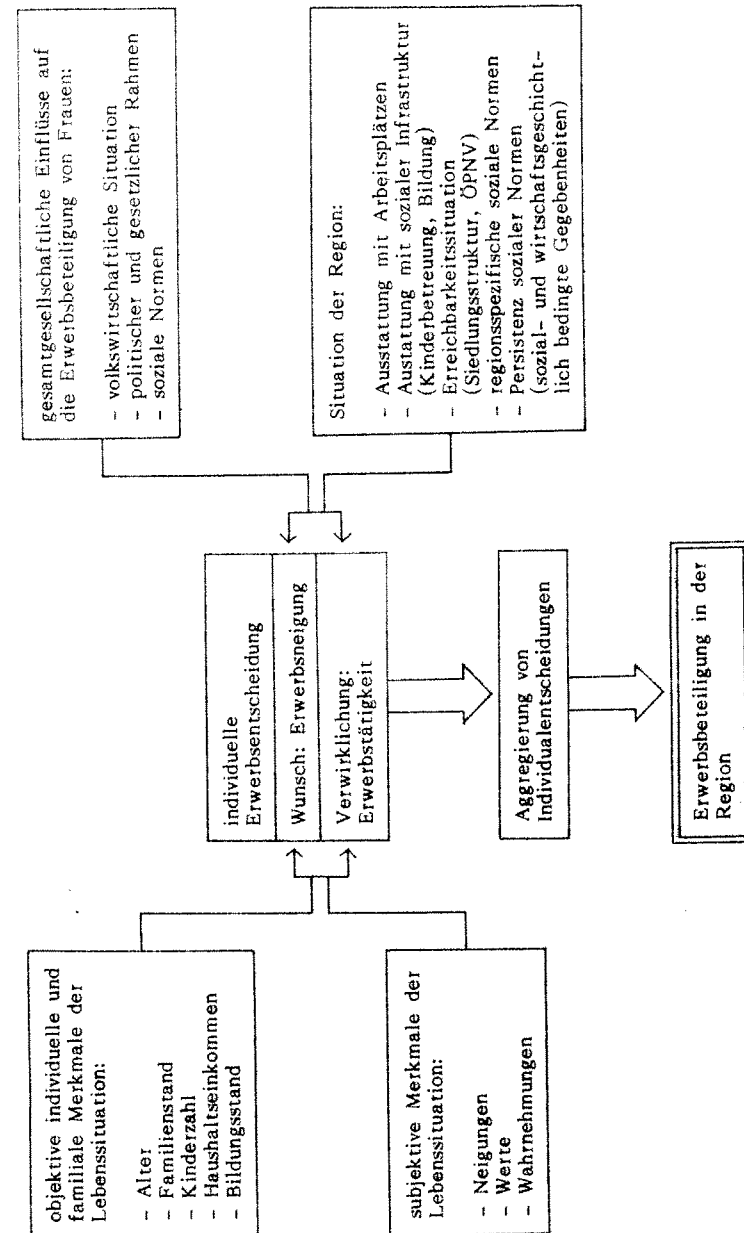 objektive individuelle und
familiale Merkmale der
Lebenssituation:
- Alter
- Familienstand
- Kinderzahl
- Haushaltseinkommen
- Bildungsstand
subjektive Merkmale der
Lebenssituation:
- Neigungen
- Werte
- Wahrnehmungen
individuelle
Erwerbsentscheidung
Wunsch: Erwerbsneigung
Verwirklichung:
Erwerbstätigkeit
Aggregierung von
Individualentscheidungen
Erwerbsbeteiligung in der
Region
gesamtgesellschaftliche Einflüsse auf
die Erwerbsbeteiligung von Frauen:
- volkswirtschaftliche Situation
- politischer und gesetzlicher Rahmen
- soziale Normen
Situation der Region:
- Ausstattung mit Arbeitsplätzen
- Austattung mit sozialer Infrastruktur
(Kinderbetreuung, Bildung)
- Erreichbarkeitssituation
(Siedlungsstruktur, ÖPNV)
- regionsspezifische soziale Normen
- Persistenz sozialer Normen
(sozial- und wirtschaftsgeschicht-
lich bedingte Gegebenheiten)